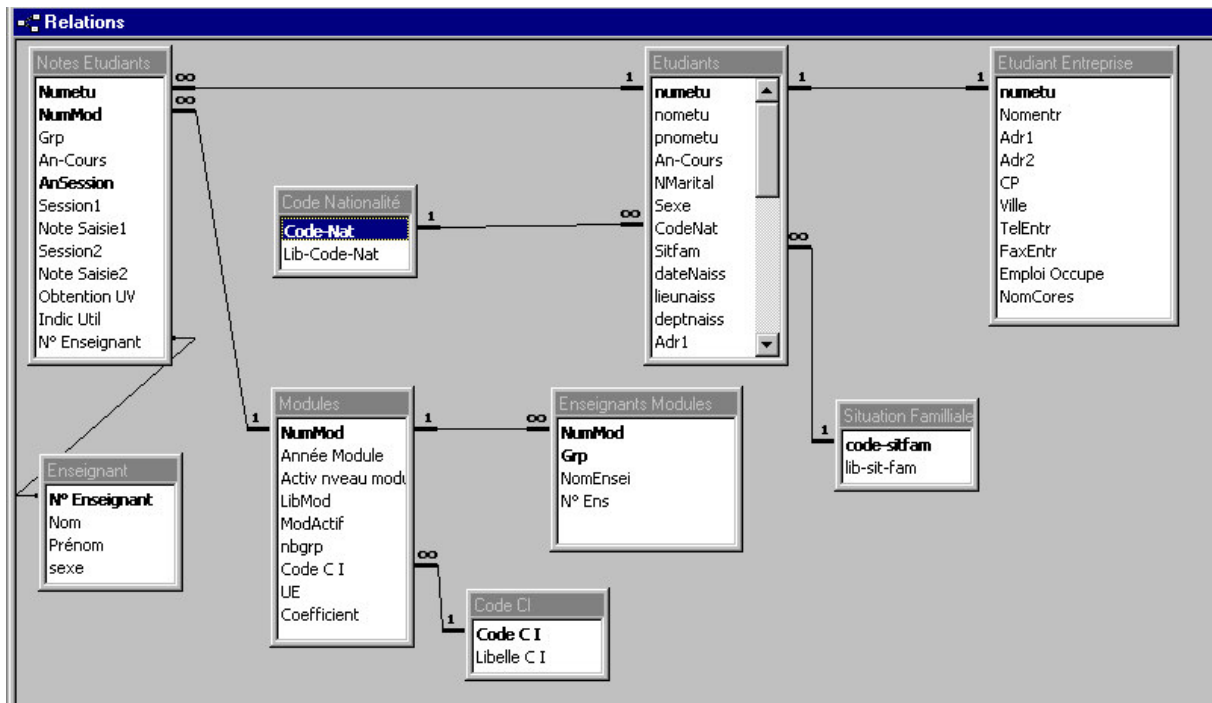 Relations
Notes Etudiants
Numetu
NumMod
Grp
An-Cours
AnSession
Session1
Note Saisie1
Session2
Note Saisie2
Obtention UV
Indic Util
N° Enseignant
∞
∞
1
Etudiants
numetu
nometu
pnometu
An-Cours
NMarital
Sexe
CodeNat
Sitfam
dateNaiss
lieunaiss
deptnaiss
Adr1
1
1
Etudiant Entreprise
numetu
Nomentr
Adr1
Adr2
CP
Ville
TelEntr
FaxEntr
Emploi Occupe
NomCores
Code Nationalité
Code-Nat
Lib-Code-Nat
1
∞
∞
1
Situation Familliale
code-sitfam
lib-sit-fam
Enseignant
N° Enseignant
Nom
Prénom
sexe
1
Modules
NumMod
Année Module
Activ nveau modu
LibMod
ModActif
nbgrp
Code C I
UE
Coefficient
1
∞
Enseignants Modules
NumMod
Grp
NomEnsei
N° Ens
∞
1
Code CI
Code C I
Libelle C I